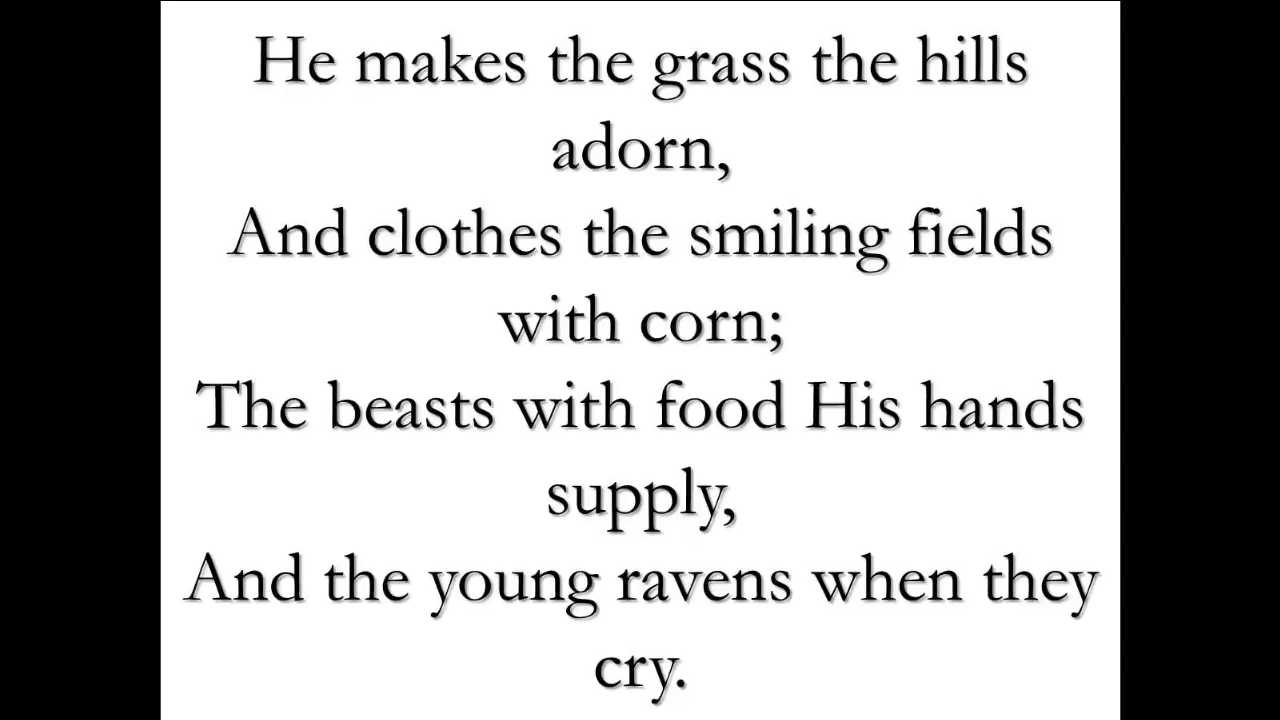 He makes the grass the hills
adorn,
And clothes the smiling fields
with corn;
The beasts with food His hands
supply,
And the young ravens when they
cry.